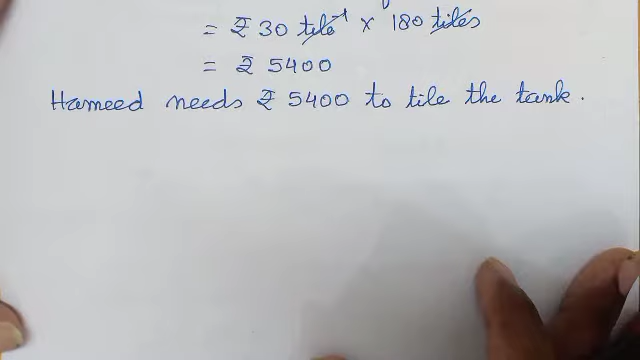 = ₹ 30 tile⁻¹ × 180 tiles
= ₹ 5400
Hameed needs ₹ 5400 to tile the tank.